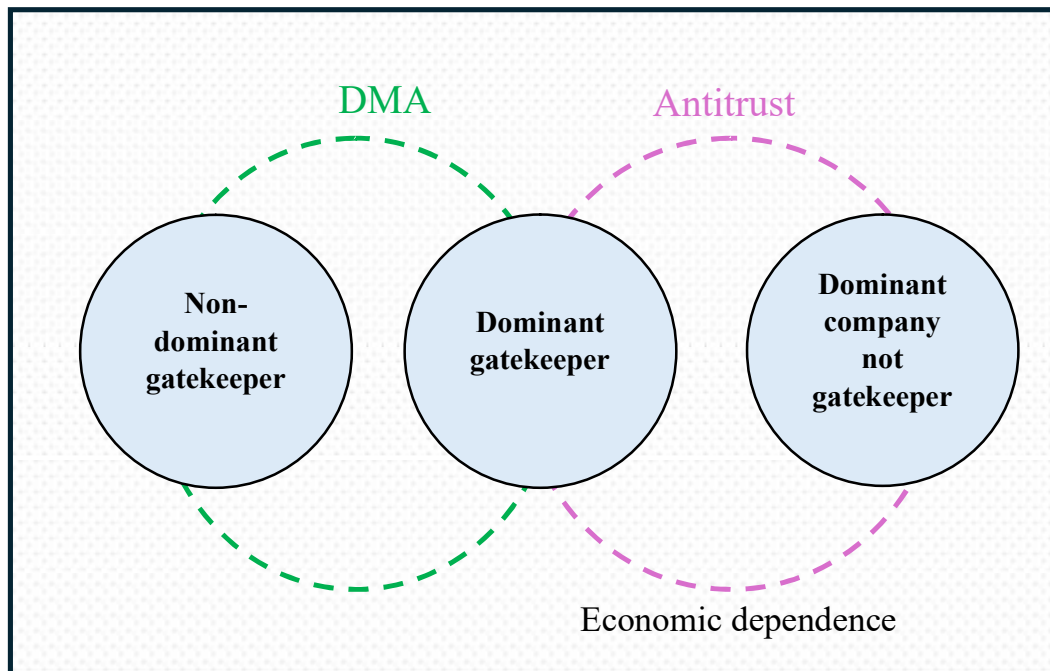 DMA
Antitrust
Non-
dominant
gatekeeper
Dominant
gatekeeper
Dominant
company
not
gatekeeper
Economic dependence